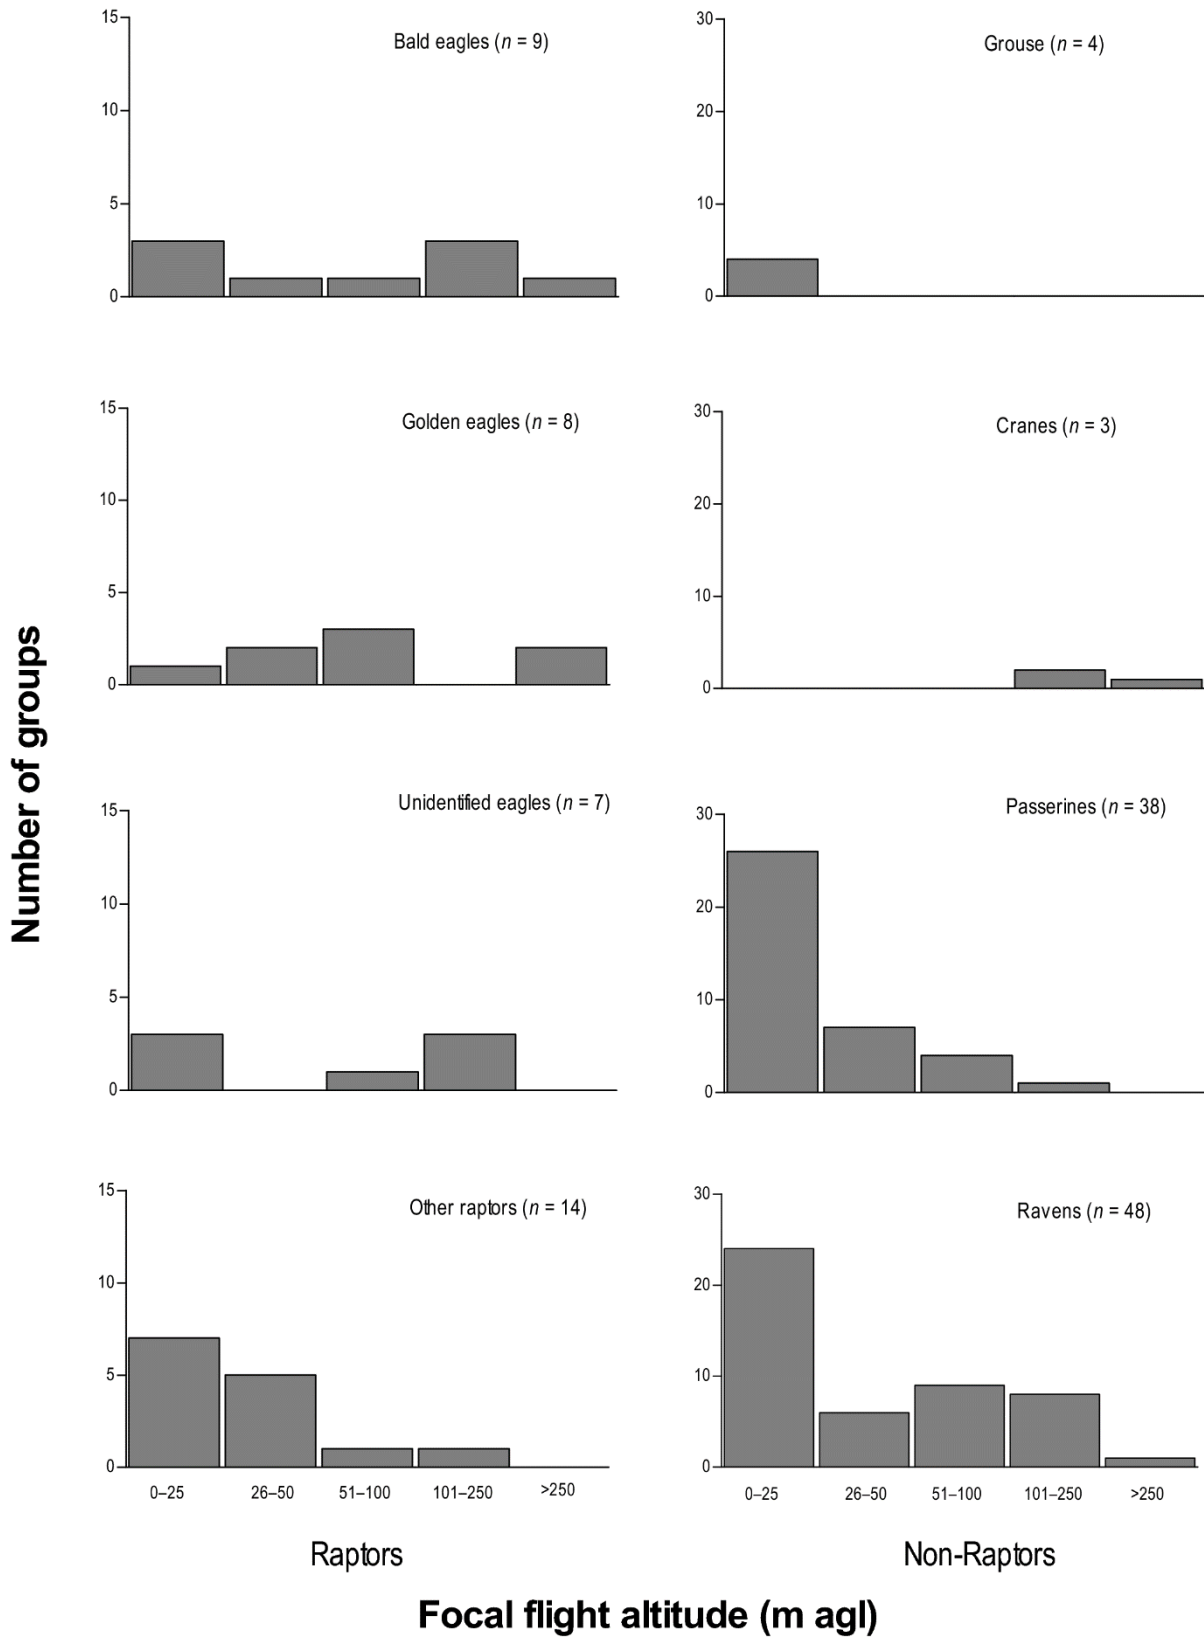 Number of groups
15
10
5
0
Bald eagles (n = 9)
30
20
10
0
Grouse (n = 4)
15
10
5
0
Golden eagles (n = 8)
30
20
10
0
Cranes (n = 3)
15
10
5
0
Unidentified eagles (n = 7)
30
20
10
0
Passerines (n = 38)
15
10
5
0
Other raptors (n = 14)
30
20
10
0
Ravens (n = 48)
0–25 26–50 51–100 101–250 >250
0–25 26–50 51–100 101–250 >250
Raptors
Non-Raptors
Focal flight altitude (m agl)